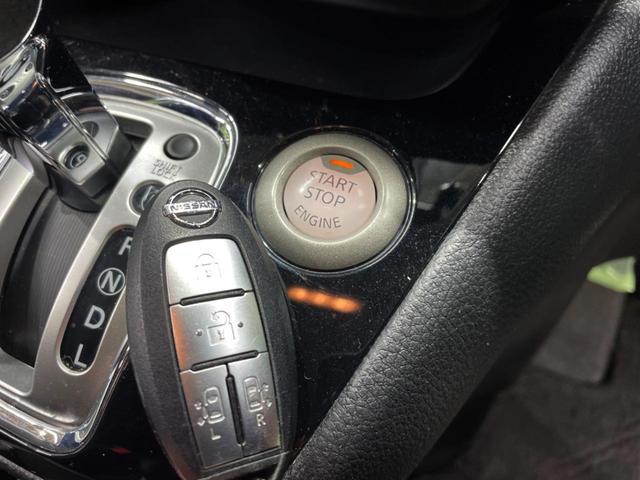 START
STOP
ENGINE
SHIFT
LOCK
R
N
D
L
NISSAN
L
R